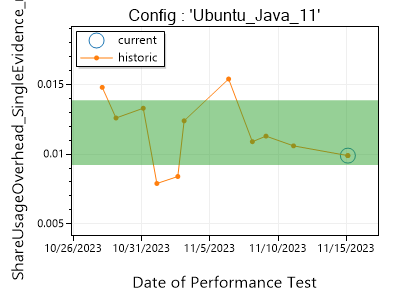 Config : 'Ubuntu_Java_11'
current
historic
ShareUsageOverhead_SingleEvidence_
0.015
0.01
0.005
10/26/2023
10/31/2023
11/5/2023
11/10/2023
11/15/2023
Date of Performance Test